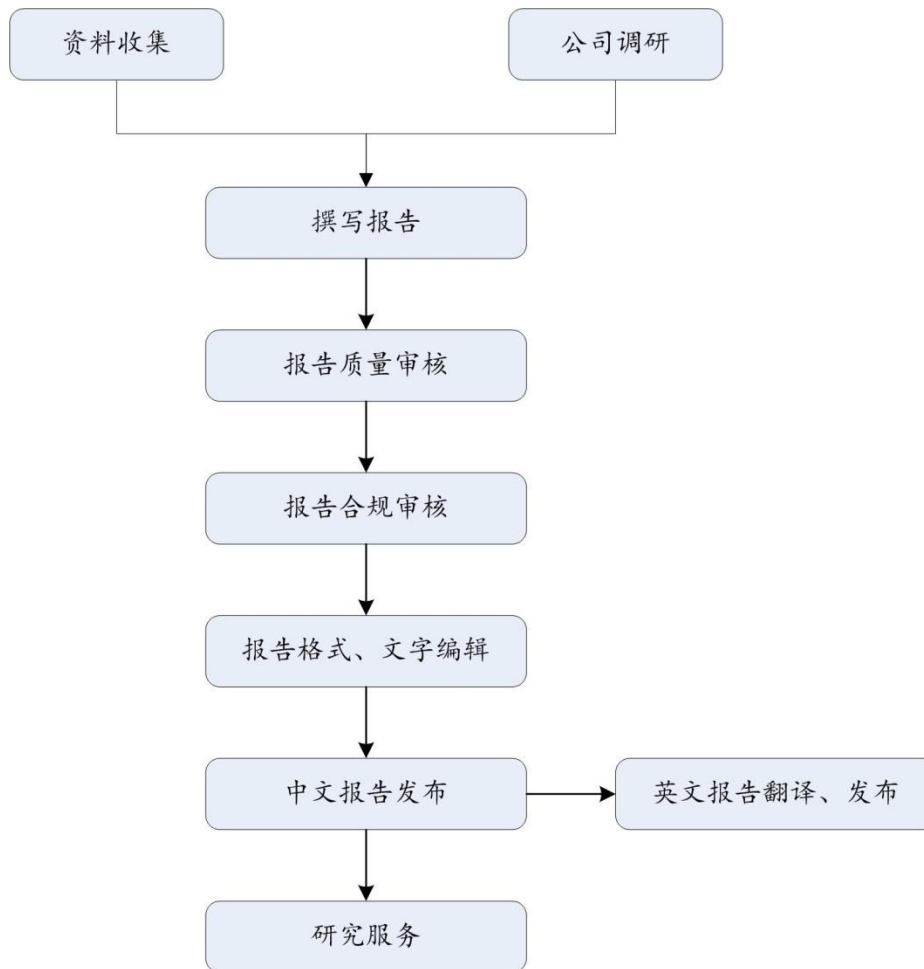 资料收集
公司调研
撰写报告
报告质量审核
报告合规审核
报告格式、文字编辑
中文报告发布
英文报告翻译、发布
研究服务